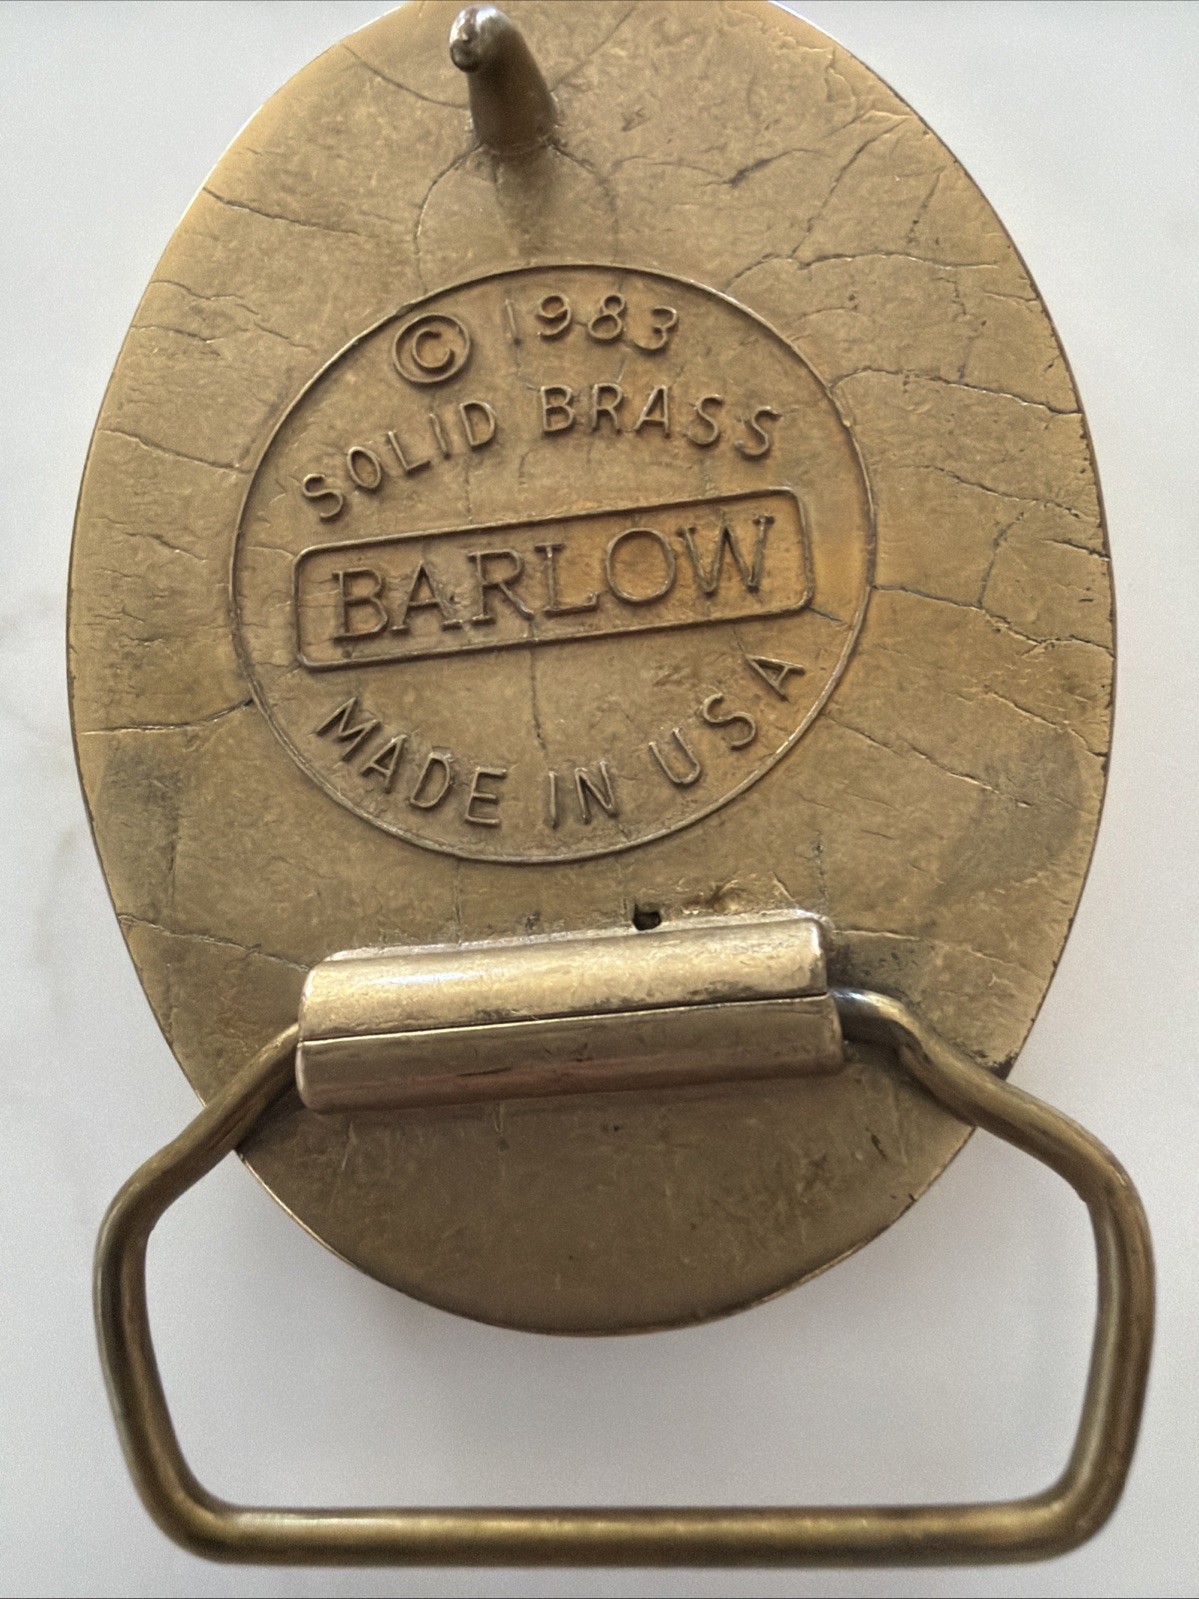 © 1983
SOLID BRASS
BARLOW
MADE IN USA